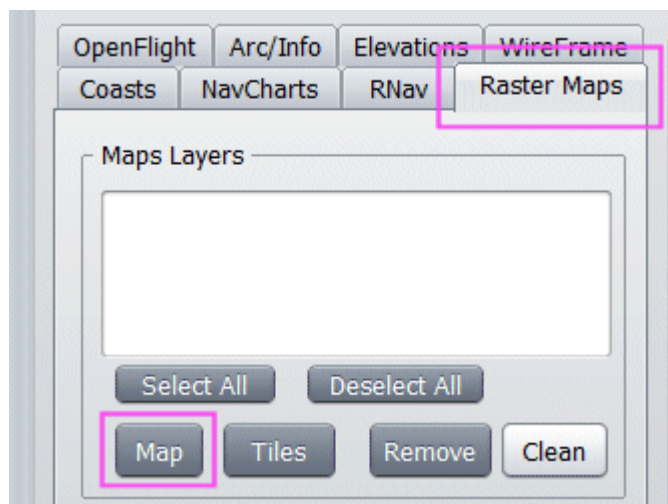 OpenFlight Arc/Info Elevations WireFrame
Coasts NavCharts RNav Raster Maps
Maps Layers
Select All Deselect All
Map Tiles Remove Clean